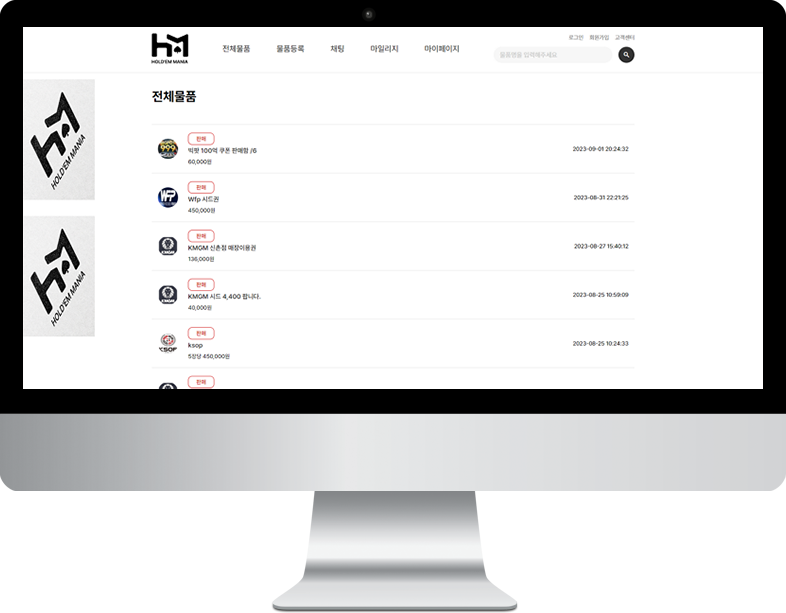 HOLD'EM MANIA
로그인 회원가입 고객센터
전체물품 물품등록 채팅 마일리지 마이페이지
물품명을 입력해주세요
HOLD'EM MANIA
HOLD'EM MANIA
전체물품
판매
빅팟 100억 쿠폰 판매함 /6
60,000원
2023-09-01 20:24:32
판매
Wfp 시드권
450,000원
2023-08-31 22:21:25
판매
KMGM 신촌점 매장이용권
136,000원
2023-08-27 15:40:12
KMGM
판매
KMGM 시드 4,400 팝니다.
40,000원
2023-08-25 10:59:09
KSOP
판매
ksop
5장당 450,000원
2023-08-25 10:24:33
판매